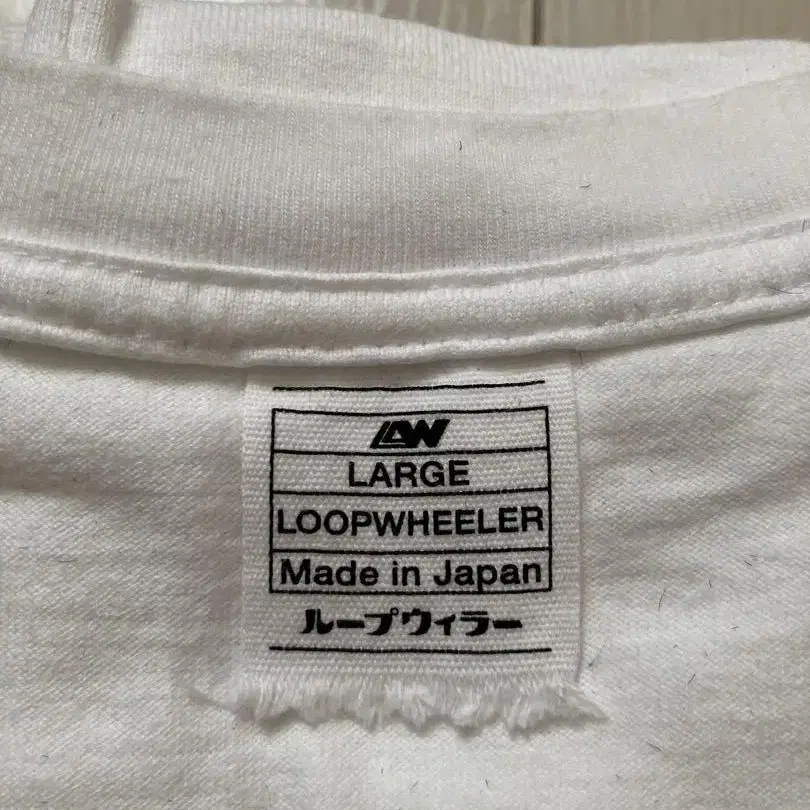 LW
LARGE
LOOPWHEELER
Made in Japan
ループウィラー